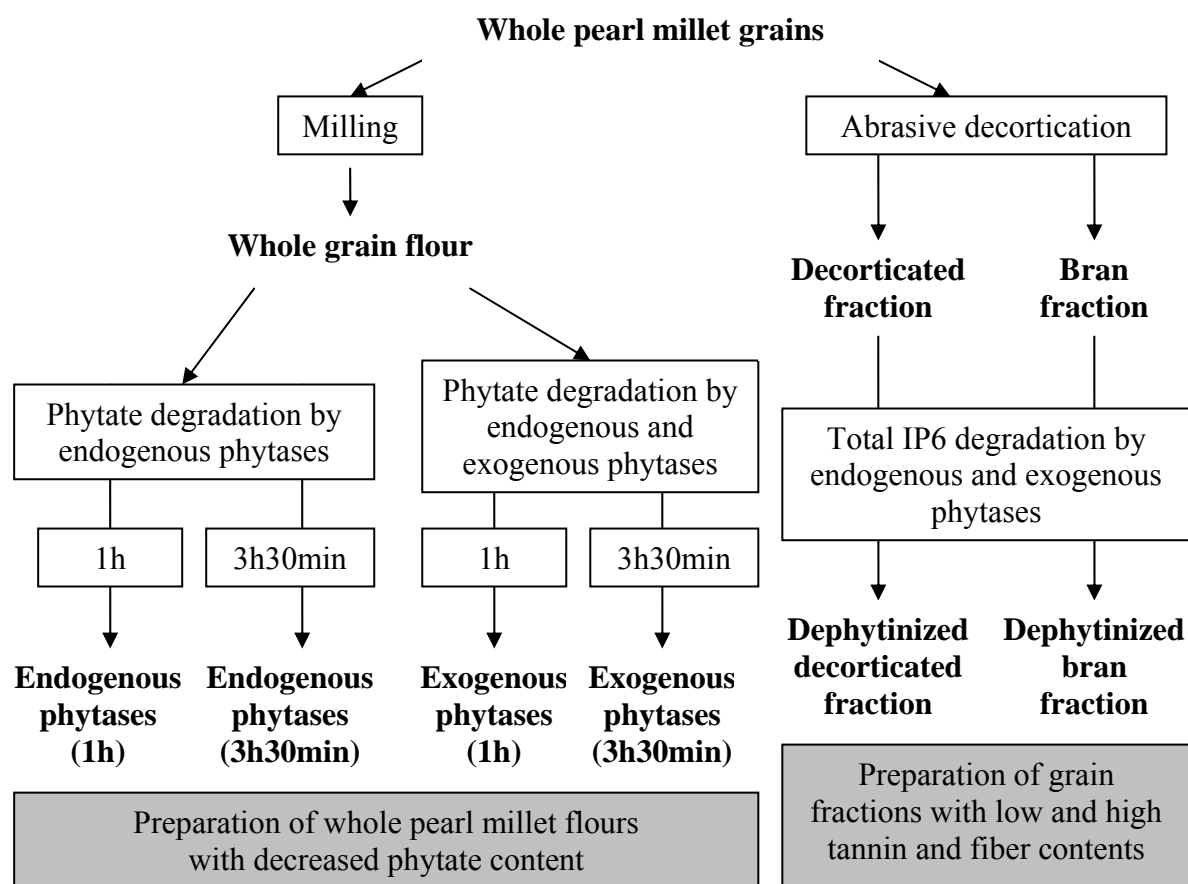 Whole pearl millet grains
Milling
Abrasive decortication
Whole grain flour
Decorticated
fraction
Bran
fraction
Phytate degradation by
endogenous phytases
Phytate degradation by
endogenous and
exogenous phytases
Total IP6 degradation by
endogenous and exogenous
phytases
1h
3h30min
1h
3h30min
Endogenous
phytases
(1h)
Endogenous
phytases
(3h30min)
Exogenous
phytases
(1h)
Exogenous
phytases
(3h30min)
Dephytinized
decorticated
fraction
Dephytinized
bran
fraction
Preparation of whole pearl millet flours
with decreased phytate content
Preparation of grain
fractions with low and high
tannin and fiber contents